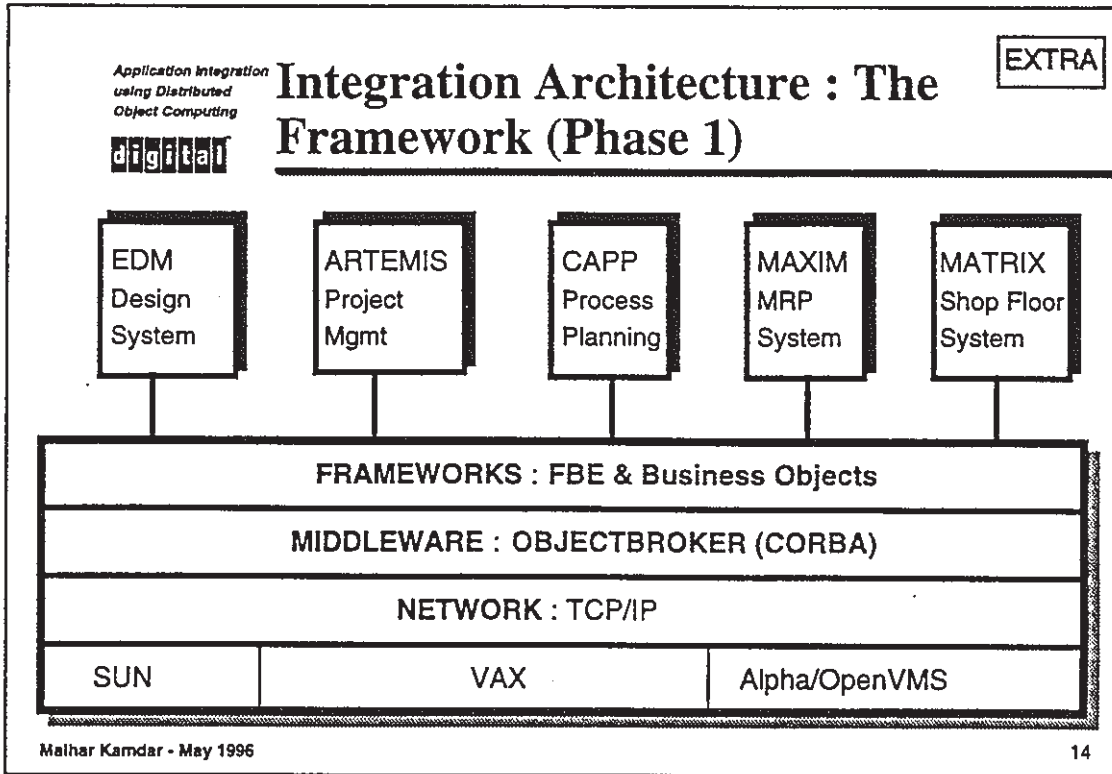 EXTRA
Application Integration
using Distributed
Object Computing
digital
Integration Architecture : The
Framework (Phase 1)
EDM
Design
System
ARTEMIS
Project
Mgmt
CAPP
Process
Planning
MAXIM
MRP
System
MATRIX
Shop Floor
System
FRAMEWORKS : FBE & Business Objects
MIDDLEWARE : OBJECTBROKER (CORBA)
NETWORK : TCP/IP
SUN
VAX
Alpha/OpenVMS
Malhar Kamdar - May 1996
14